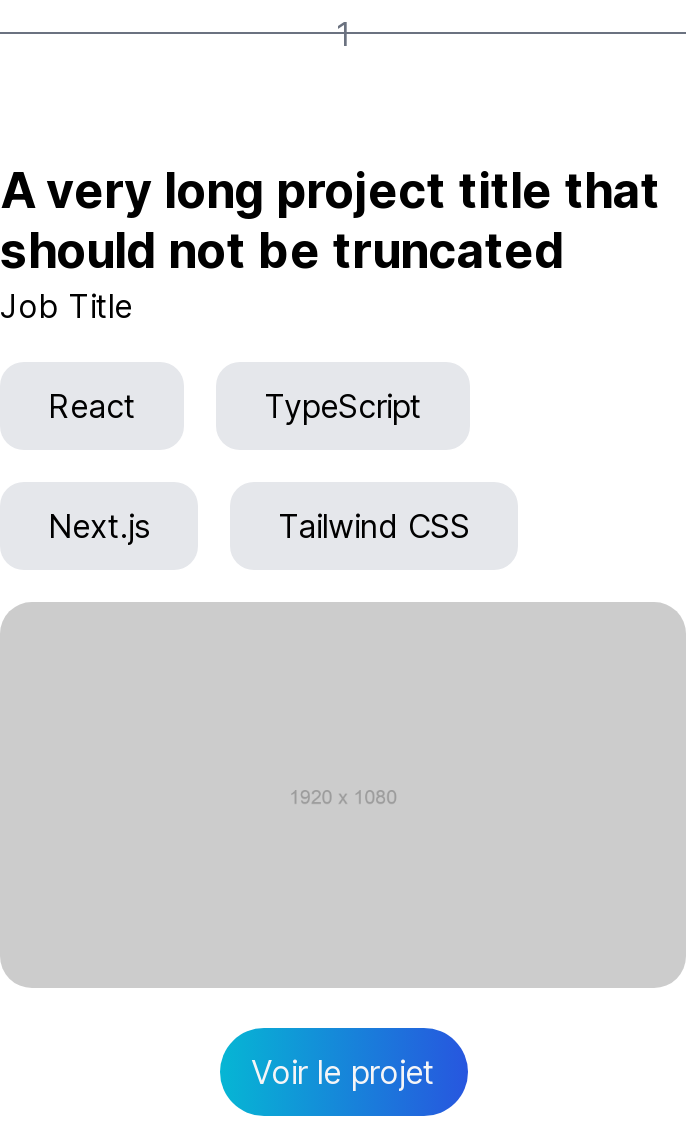 1
A very long project title that
should not be truncated
Job Title
React
TypeScript
Next.js
Tailwind CSS
1920 x 1080
Voir le projet